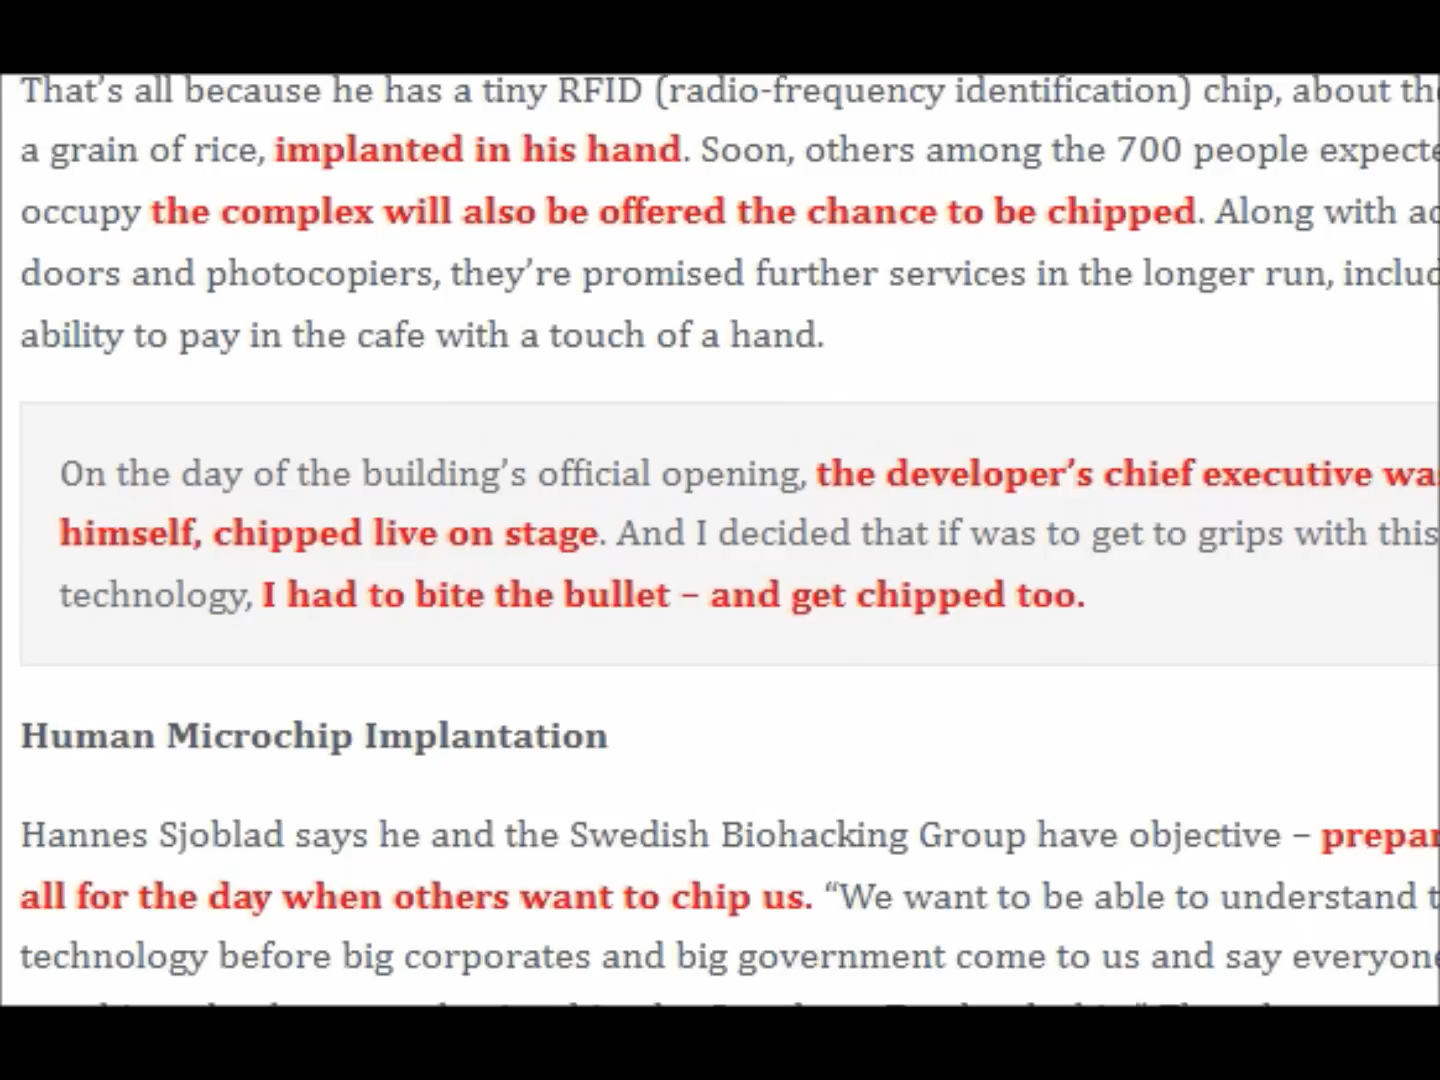 That's all because he has a tiny RFID (radio-frequency identification) chip, about
a grain of rice, implanted in his hand. Soon, others among the 700 people
occupy the complex will also be offered the chance to be chipped. Along with
doors and photocopiers, they're promised further services in the longer run,
ability to pay in the cafe with a touch of a hand.
On the day of the building's official opening, the developer's chief executive
himself, chipped live on stage. And I decided that if was to get to grips with this
technology, I had to bite the bullet – and get chipped too.
Human Microchip Implantation
Hannes Sjoblad says he and the Swedish Biohacking Group have objective –
all for the day when others want to chip us. “We want to be able to understand
technology before big corporates and big government come to us and say everyone